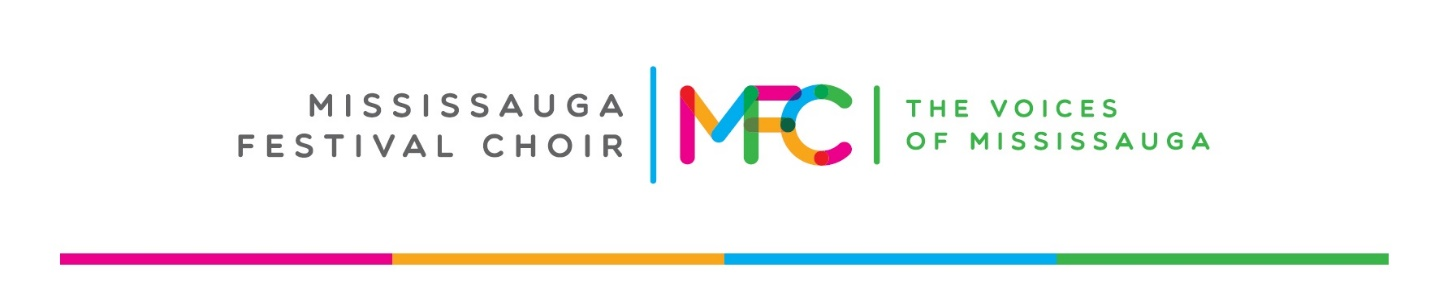 MISSISSAUGA
FESTIVAL CHOIR
MFC
THE VOICES
OF MISSISSAUGA